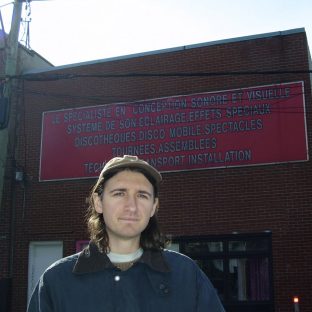 LE SPECIALISTE EN CONCEPTION SONORE ET VISUELLE
SYSTEME DE SON ECLAIRAGE EFFETS SPECIAUX
DISCOTHEQUES DISCO MOBILE SPECTACLES
TOURNEES ASSEMBLEES
TRANSPORT INSTALLATION